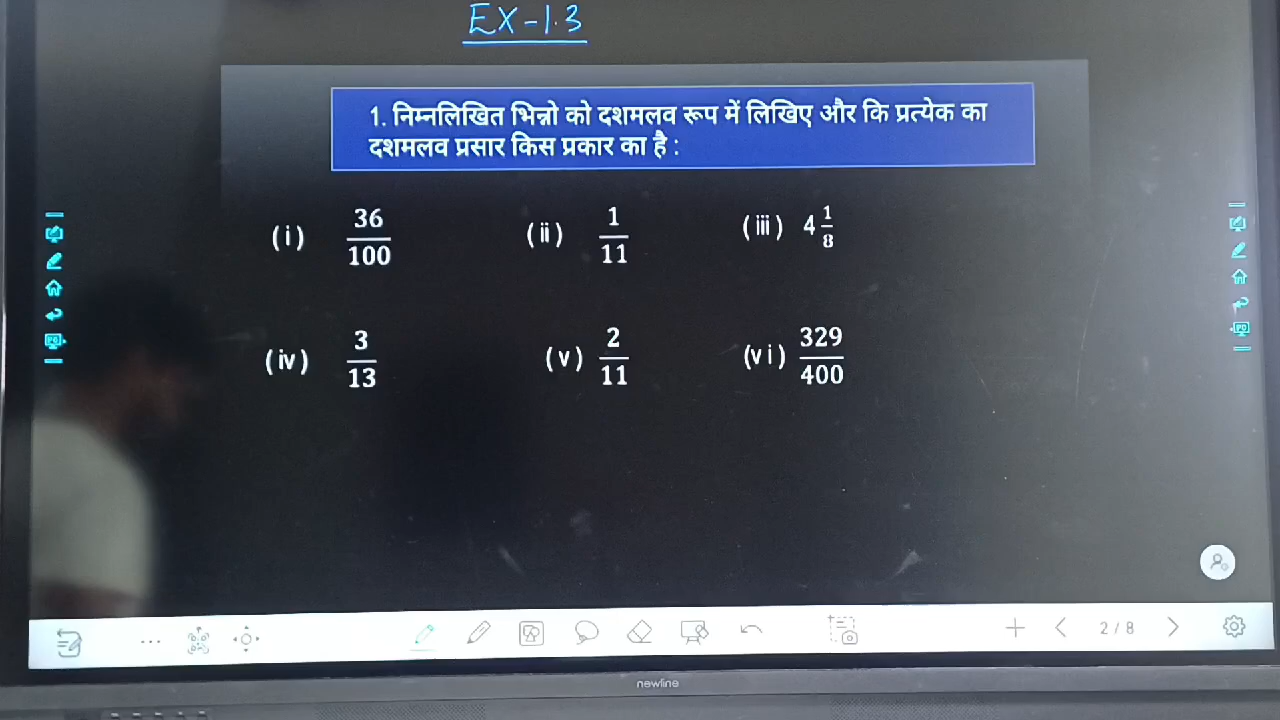 EX-1.3
1. निम्नलिखित भिन्नो को दशमलव रूप में लिखिए और कि प्रत्येक का
दशमलव प्रसार किस प्रकार का है :
(i) 36/100 (ii) 1/11 (iii) 4 1/8
(iv) 3/13 (v) 2/11 (vi) 329/400
2 / 8
newline